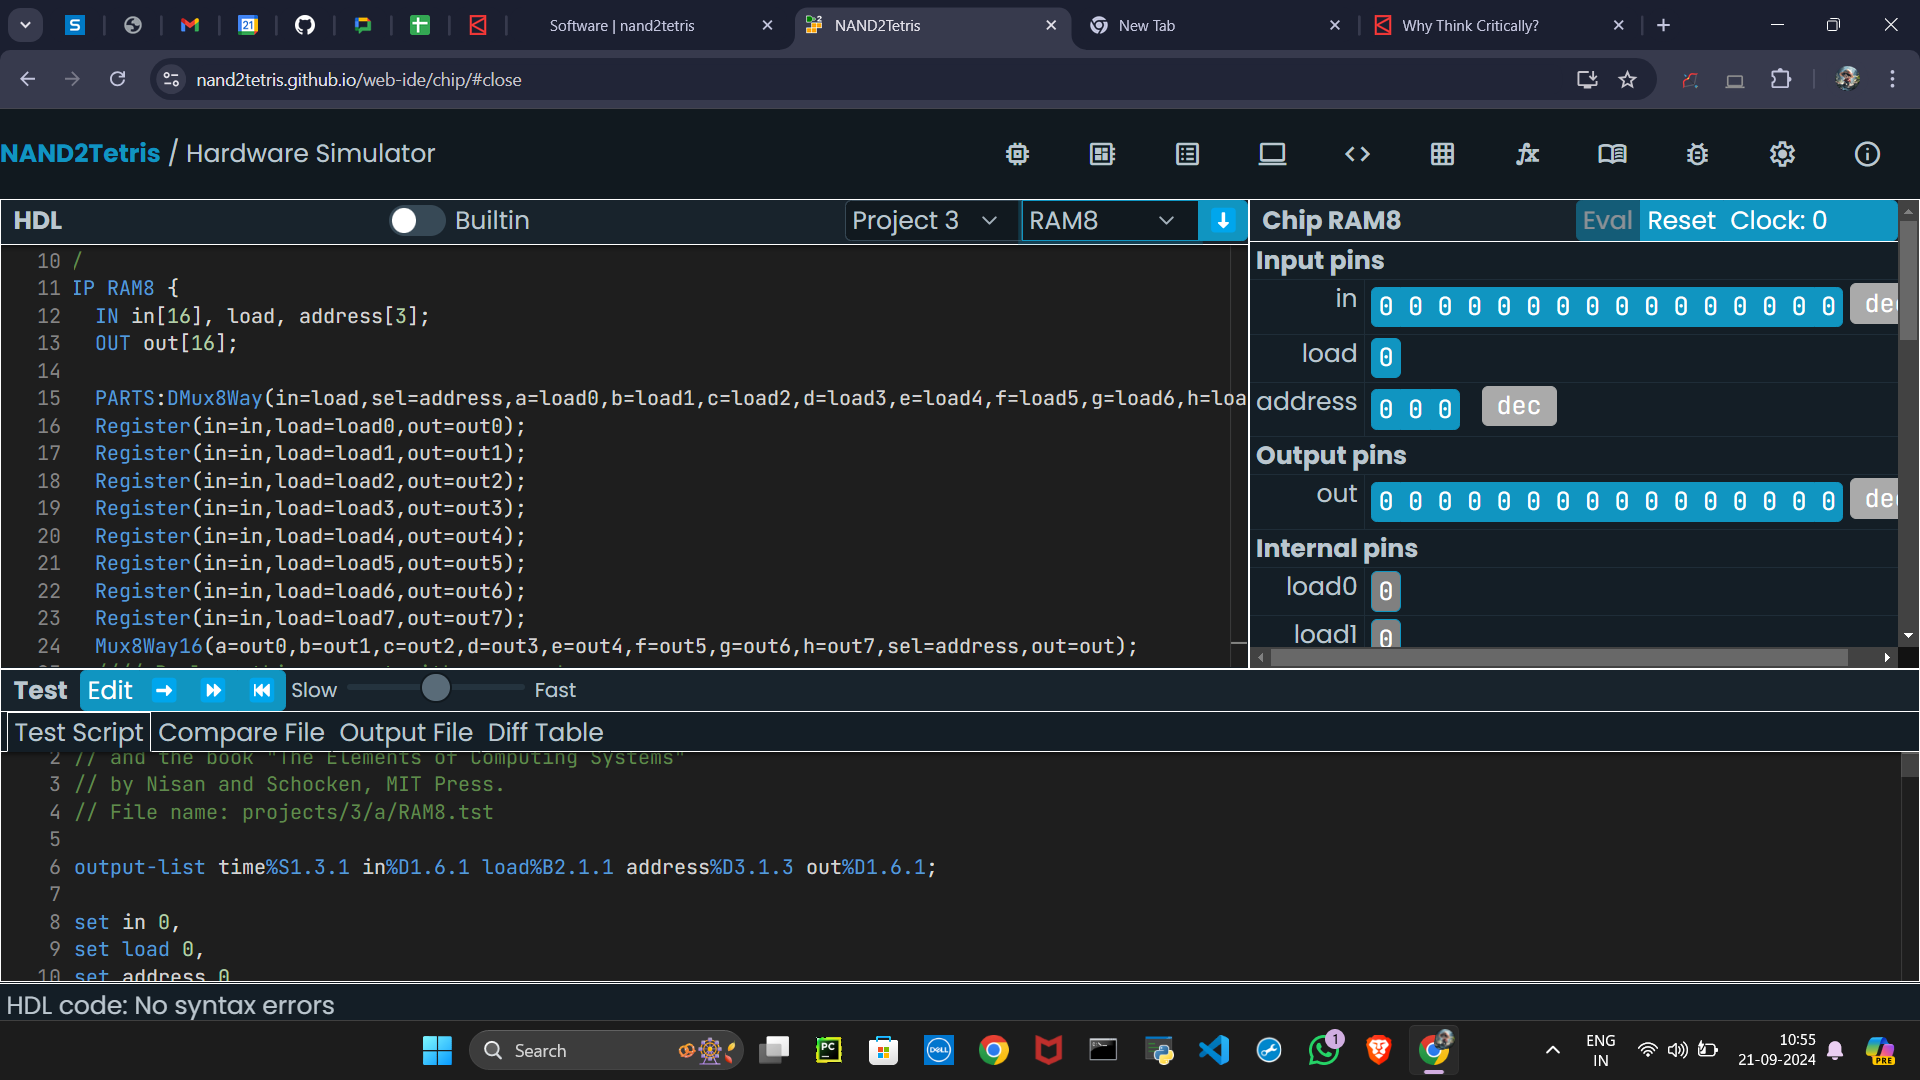 Software | nand2tetris
NAND2Tetris
New Tab
Why Think Critically?
nand2tetris.github.io/web-ide/chip/#close
NAND2Tetris / Hardware Simulator
HDL
Builtin
Project 3
RAM8
10 /
11 IP RAM8 {
12 IN in[16], load, address[3];
13 OUT out[16];
14
15 PARTS:DMux8Way(in=load,sel=address,a=load0,b=load1,c=load2,d=load3,e=load4,f=load5,g=load6,h=loa
16 Register(in=in,load=load0,out=out0);
17 Register(in=in,load=load1,out=out1);
18 Register(in=in,load=load2,out=out2);
19 Register(in=in,load=load3,out=out3);
20 Register(in=in,load=load4,out=out4);
21 Register(in=in,load=load5,out=out5);
22 Register(in=in,load=load6,out=out6);
23 Register(in=in,load=load7,out=out7);
24 Mux8Way16(a=out0,b=out1,c=out2,d=out3,e=out4,f=out5,g=out6,h=out7,sel=address,out=out);
Chip RAM8
Eval Reset Clock: 0
Input pins
in 0 0 0 0 0 0 0 0 0 0 0 0 0 0 0 0 dec
load 0
address 0 0 0 dec
Output pins
out 0 0 0 0 0 0 0 0 0 0 0 0 0 0 0 0 dec
Internal pins
load0 0
load1 0
Test Edit Slow Fast
Test Script Compare File Output File Diff Table
2 // and the book "The Elements of Computing Systems"
3 // by Nisan and Schocken, MIT Press.
4 // File name: projects/3/a/RAM8.tst
5
6 output-list time%S1.3.1 in%D1.6.1 load%B2.1.1 address%D3.1.3 out%D1.6.1;
7
8 set in 0,
9 set load 0,
10 set address 0
HDL code: No syntax errors
Search
ENG
IN
10:55
21-09-2024